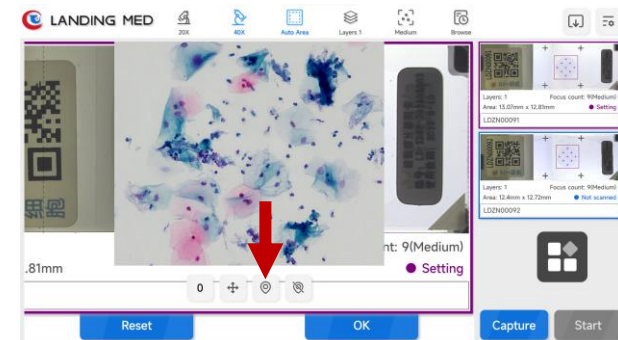 LANDING MED
20X
40X
Auto Area
Layers 1
Medium
Browse
细胞
.81mm
nt: 9(Medium)
Setting
0
Reset
OK
Layers: 1
Focus count: 9(Medium)
Area: 13.07mm x 12.81mm
Setting
LDZN00091
Layers: 1
Focus count: 9(Medium)
Area: 12.4mm x 12.72mm
Not scanned
LDZN00092
Capture
Start